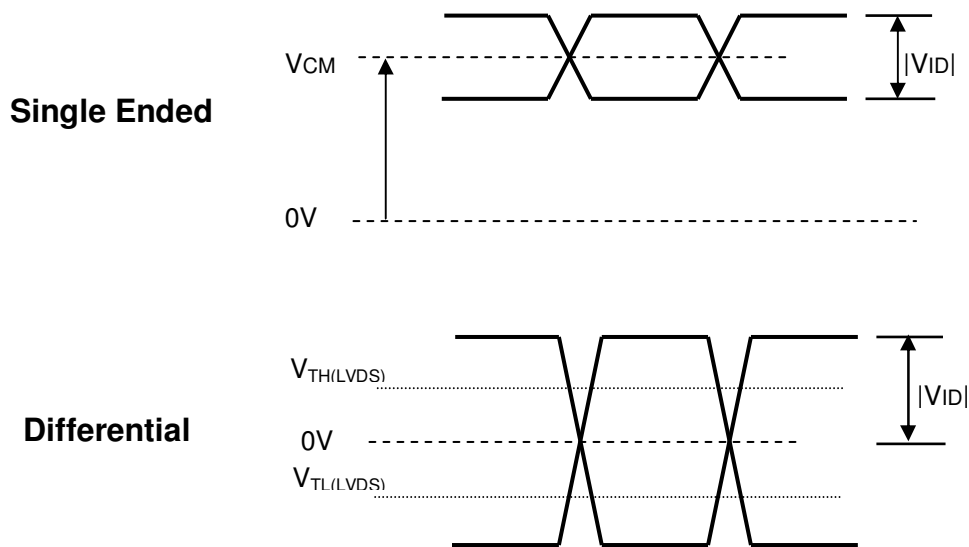 VCM
|VID|
Single Ended
0V
VTH(LVDS)
|VID|
Differential
0V
VTL(LVDS)